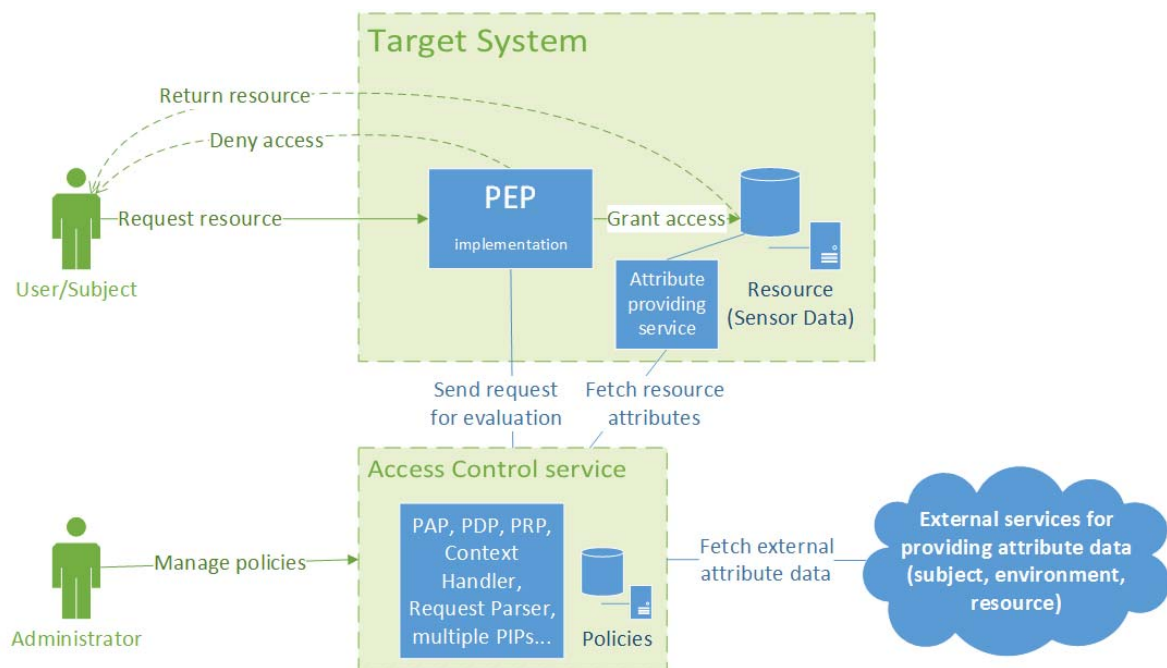 Target System
Return resource
Deny access
PEP
implementation
Request resource
Grant access
User/Subject
Attribute
providing
service
Resource
(Sensor Data)
Send request
for evaluation
Fetch resource
attributes
Access Control service
PAP, PDP, PRP,
Context
Handler,
Request Parser,
multiple PIPs...
Policies
Manage policies
Administrator
Fetch external
attribute data
External services for
providing attribute data
(subject, environment,
resource)